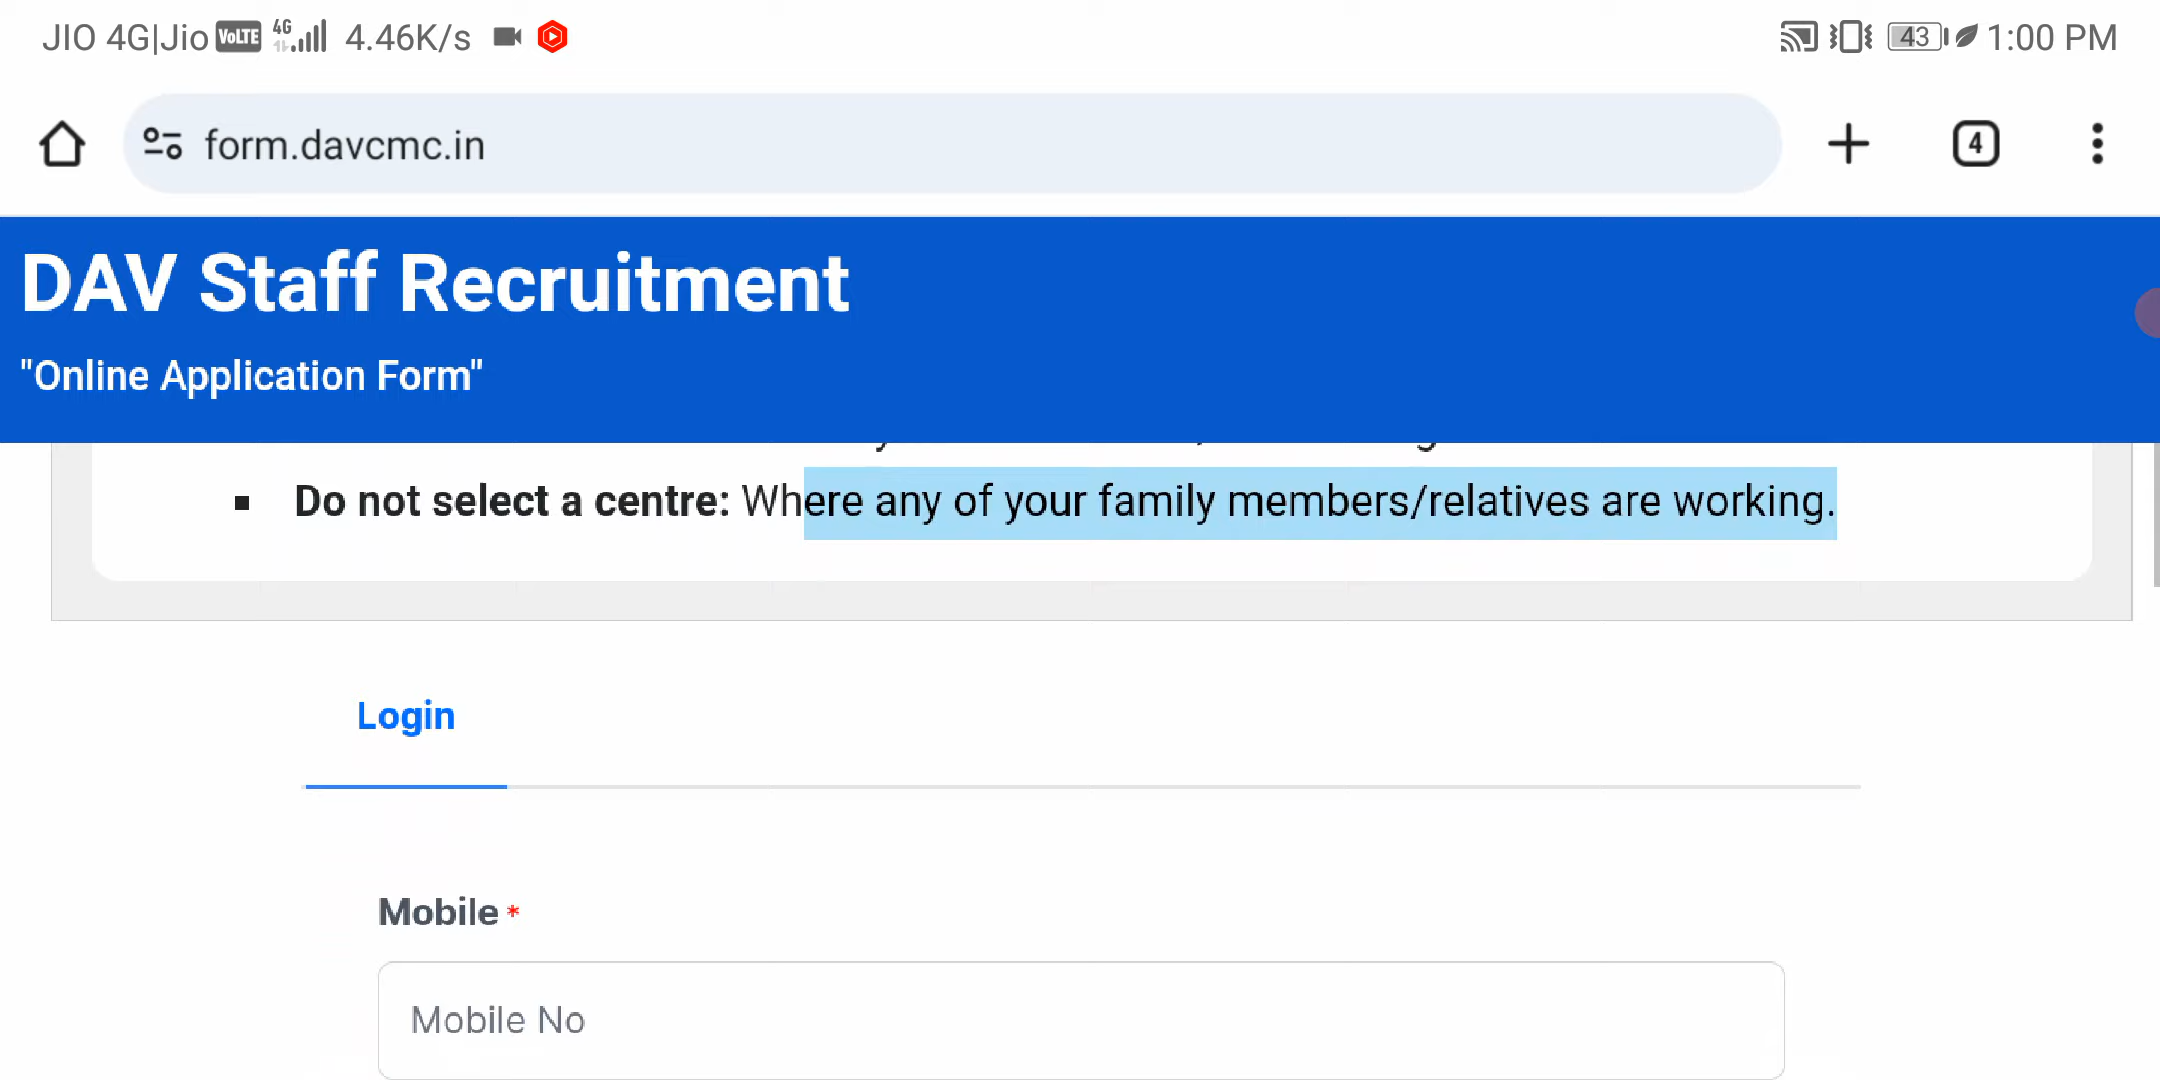 JIO 4G|Jio VoLTE 4G 4.46K/s 43 1:00 PM
form.davcmc.in 4
DAV Staff Recruitment
"Online Application Form"
▪ Do not select a centre: Where any of your family members/relatives are working.
Login
Mobile *
Mobile No